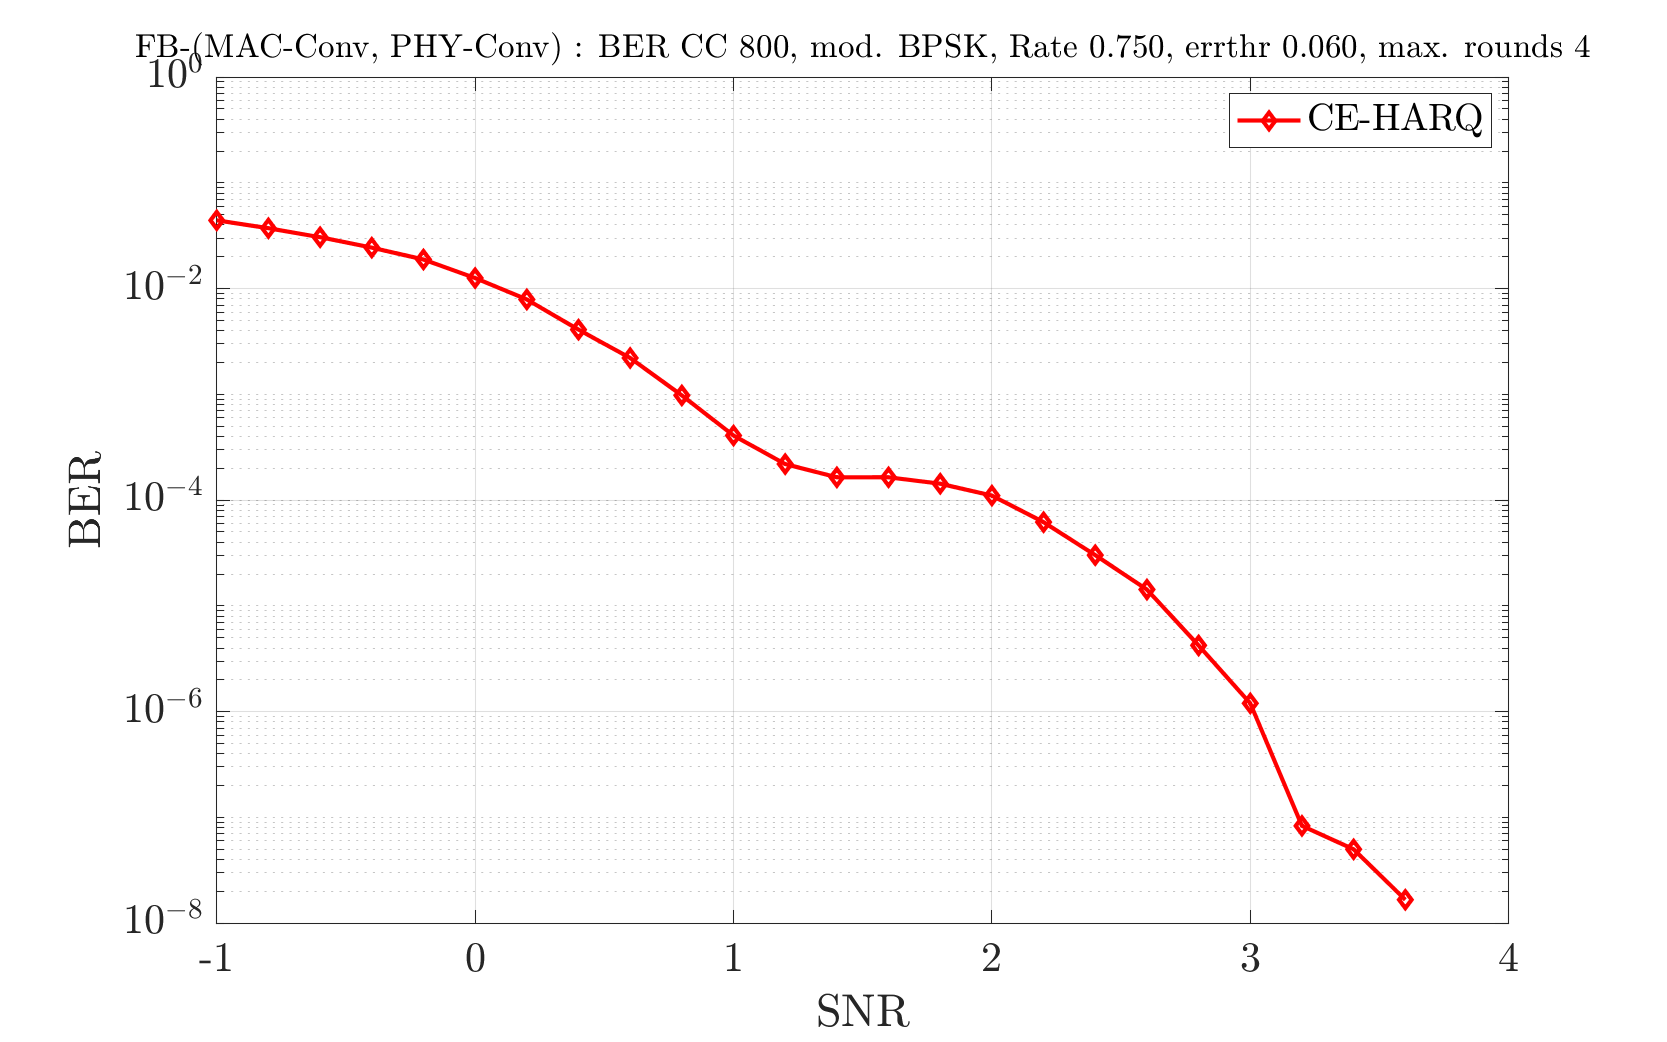 FB-(MAC-Conv, PHY-Conv) : BER CC 800, mod. BPSK, Rate 0.750, errthr 0.060, max. rounds 4
10^0
CE-HARQ
10^-2
10^-4
10^-6
10^-8
BER
-1 0 1 2 3 4
SNR